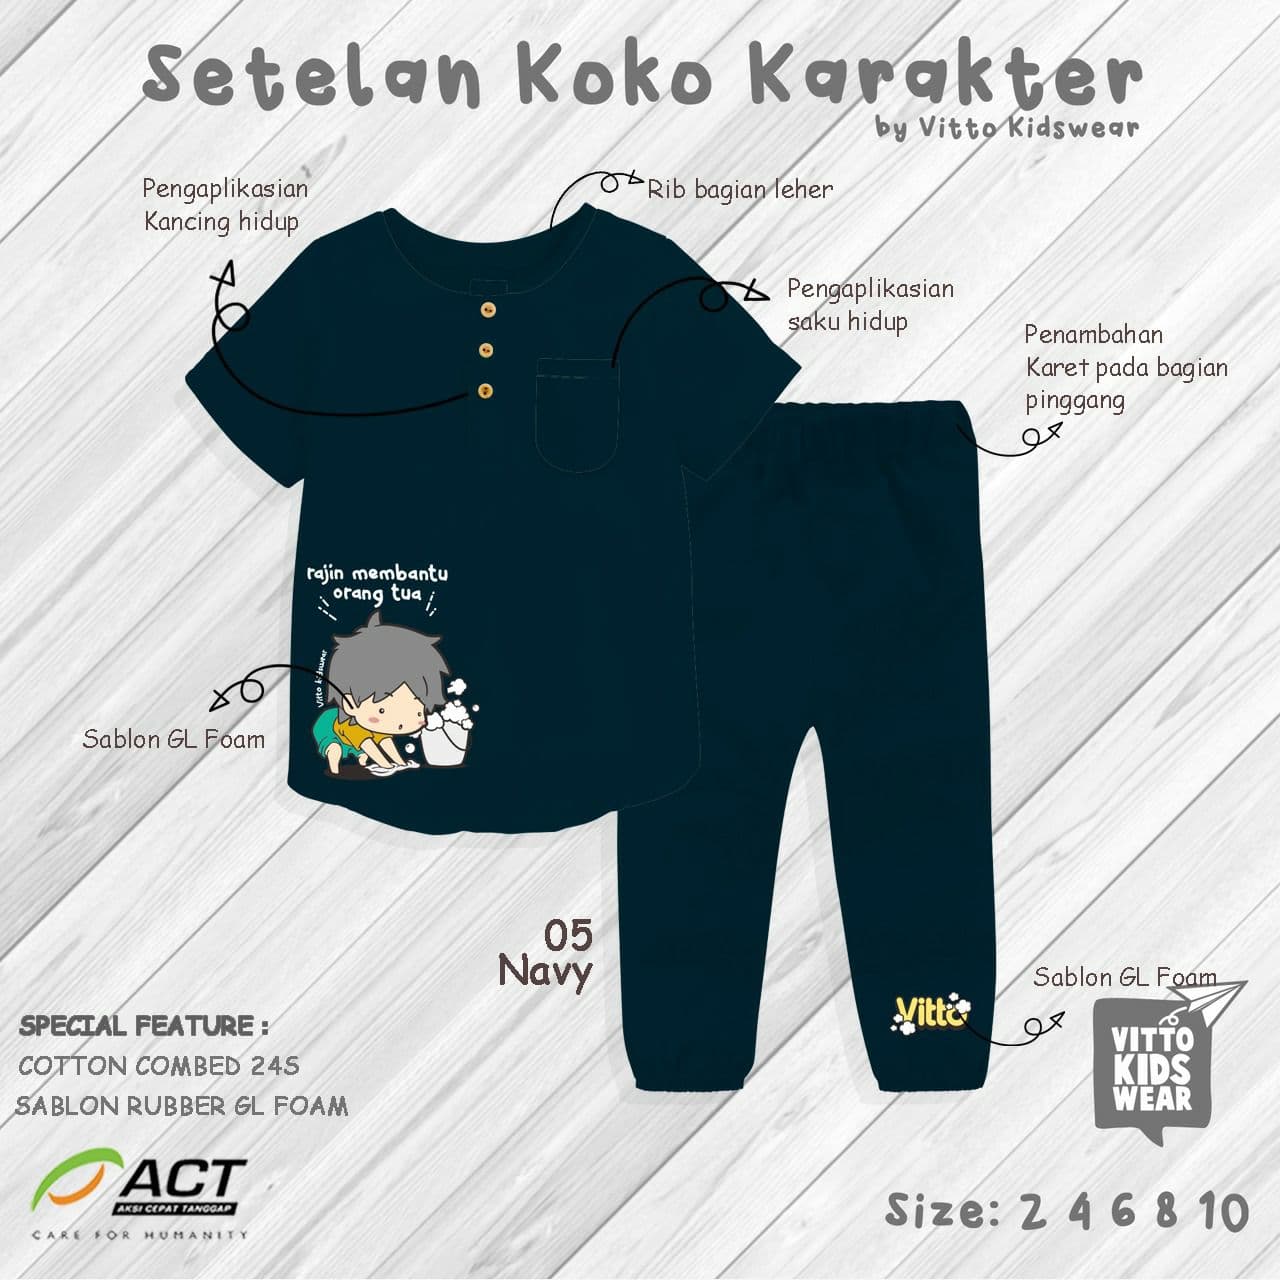 Setelan Koko Karakter
by Vitto Kidswear
Pengaplikasian
Kancing hidup
Rib bagian leher
Pengaplikasian
saku hidup
Penambahan
Karet pada bagian
pinggang
rajin membantu
orang tua
Vitto kidswear
Sablon GL Foam
05
Navy
Sablon GL Foam
Vitto
VITTO
KIDS
WEAR
SPECIAL FEATURE :
COTTON COMBED 24S
SABLON RUBBER GL FOAM
ACT
AKSI CEPAT TANGGAP
CARE FOR HUMANITY
Size: 2 4 6 8 10